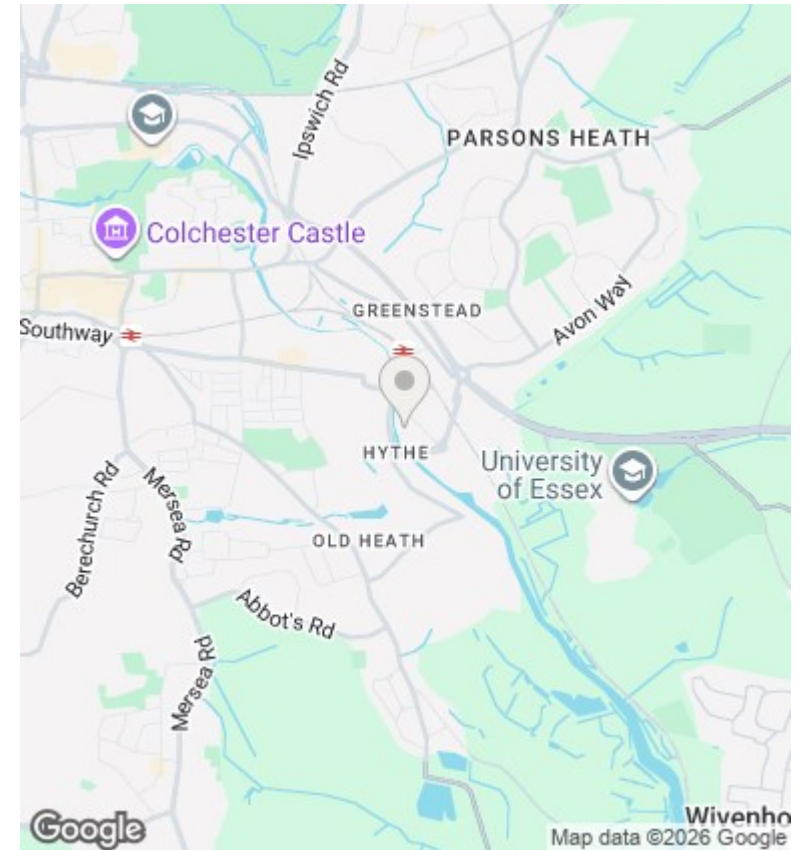 Ipswich Rd
PARSONS HEATH
Colchester Castle
GREENSTEAD
Avon Way
Southway
HYTHE
University
of Essex
Berechurch Rd
Mersea Rd
OLD HEATH
Abbot's Rd
Mersea Rd
Wivenho
Google
Map data ©2026 Google